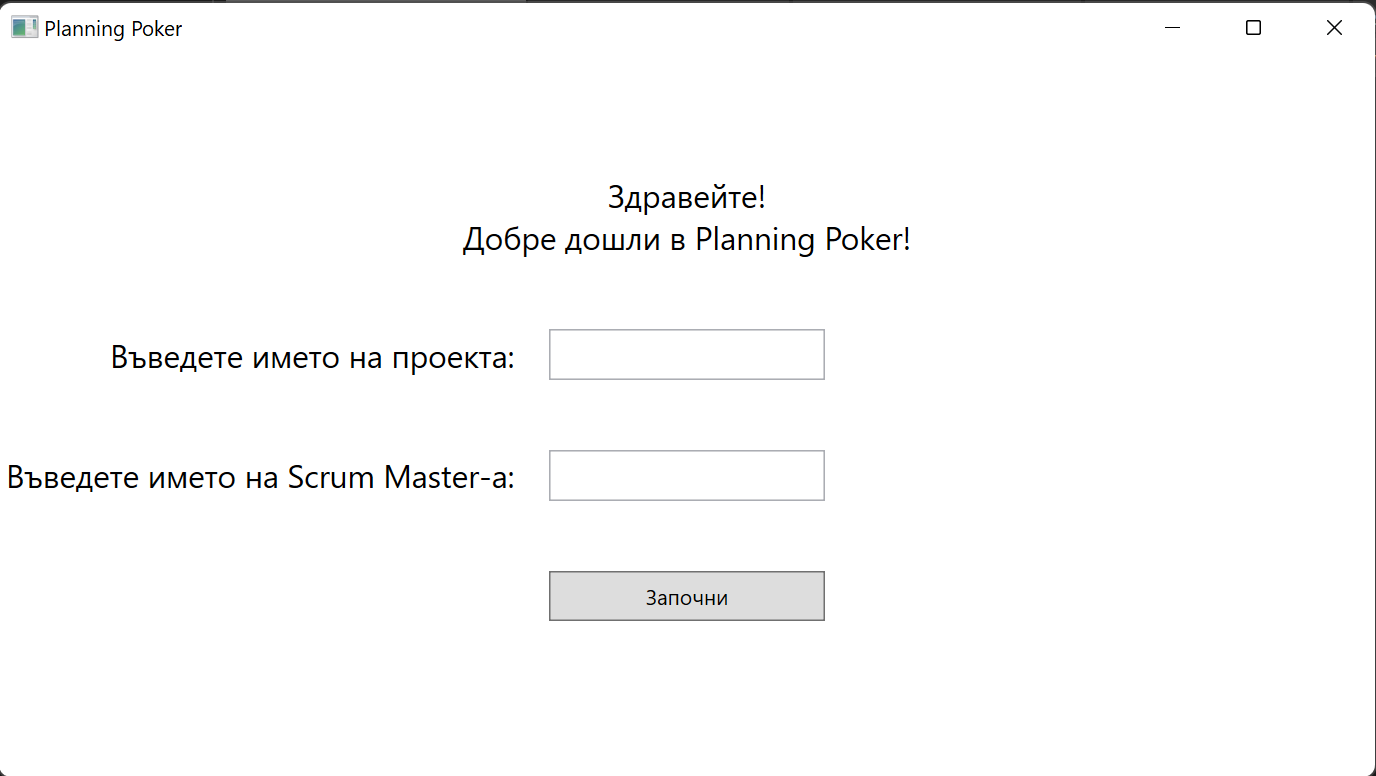 Planning Poker
Здравейте!
Добре дошли в Planning Poker!
Въведете името на проекта:
Въведете името на Scrum Master-a:
Започни